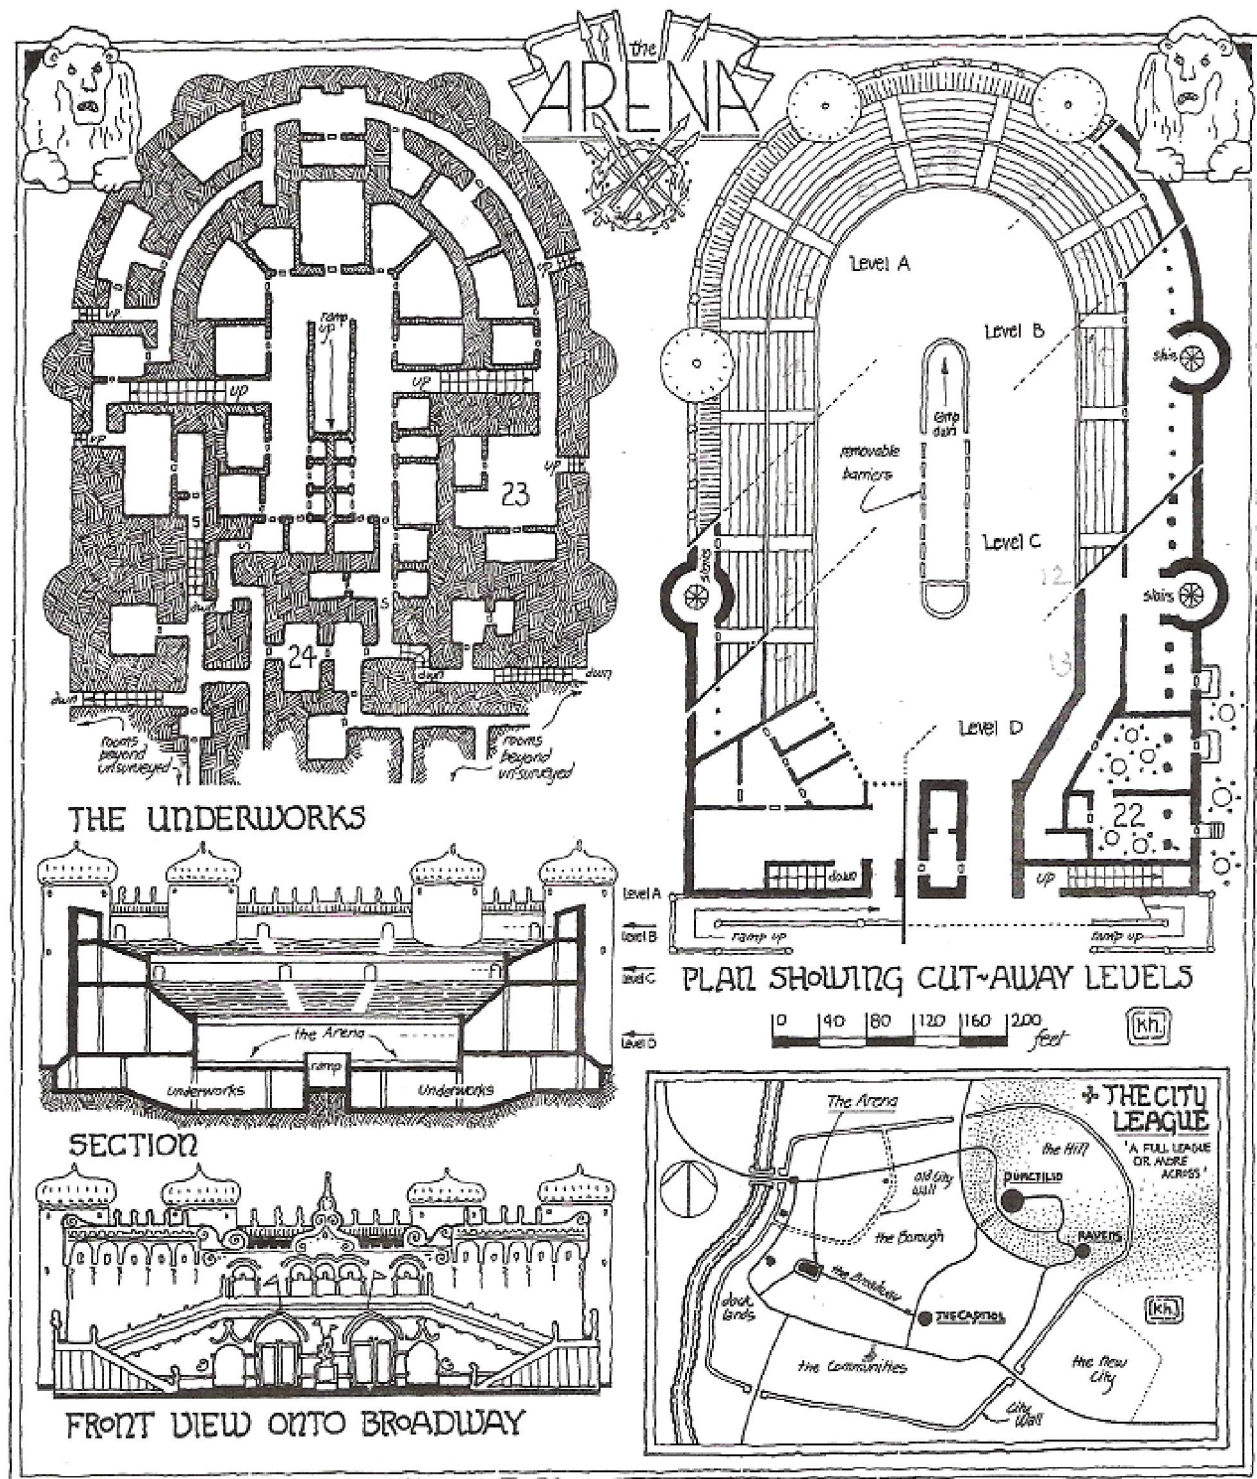 the
ARENA
up
up
ramp
up
up
up
up
up
23
S
S
S
dwn
24
dwn
dwn
dwn
rooms
beyond
unsurveyed
rooms
beyond
unsurveyed
THE UNDERWORKS
Level A
Level B
Level C
Level D
ramp
down
removable
barriers
stairs
stairs
stairs
12
13
22
down
up
ramp up
ramp up
PLAN SHOWING CUT~AWAY LEVELS
0 40 80 120 160 200
feet
kh.
Level A
Level B
Level C
Level D
the Arena
ramp
underworks
underworks
SECTION
FRONT VIEW ONTO BROADWAY
THE CITY
LEAGUE
'A FULL LEAGUE
OR MORE
ACROSS'
The Arena
the Hill
PUNCTILIO
Old City
Wall
the Borough
RAVENS
the Broadway
dock
lands
THE CAPITOL
kh.
the Communities
the New
City
City
Wall